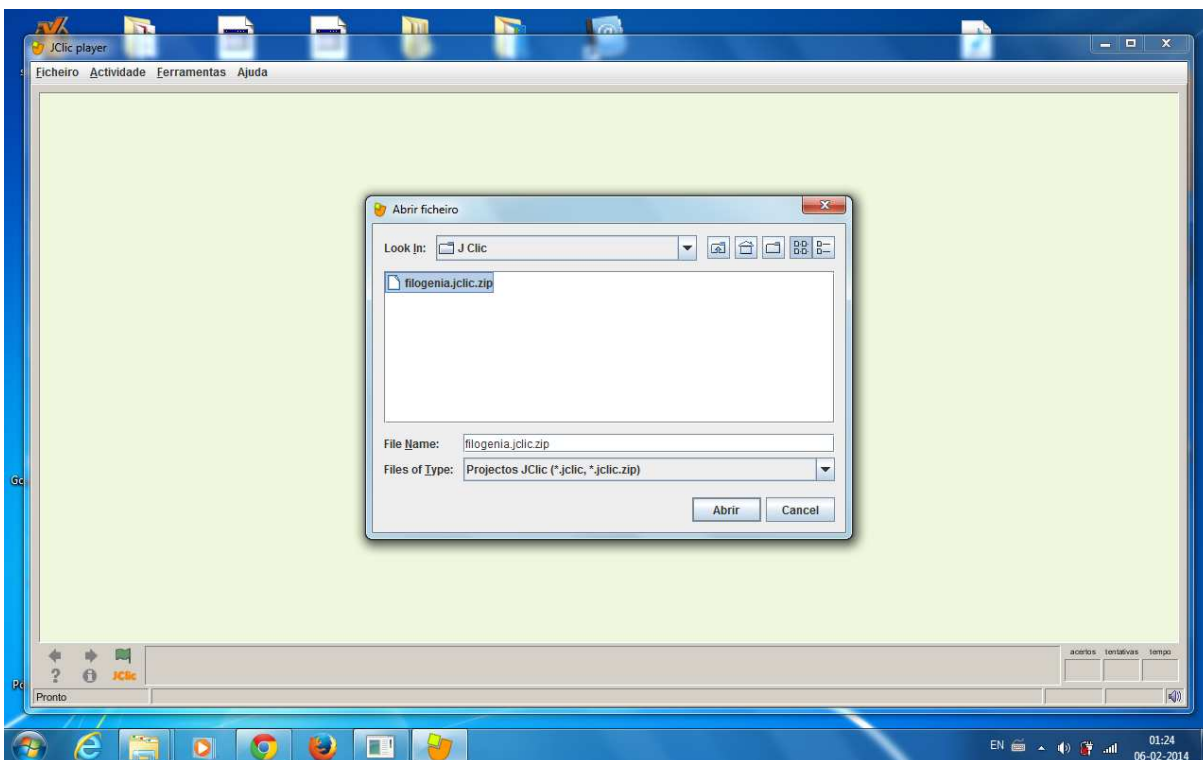 JClic player
Ficheiro Actividade Ferramentas Ajuda
Abrir ficheiro
Look In: J Clic
filogenia.jclic.zip
File Name: filogenia.jclic.zip
Files of Type: Projectos JClic (*.jclic, *.jclic.zip)
Abrir Cancel
acertos tentativas tempo
JClic
Pronto
EN
01:24
06-02-2014